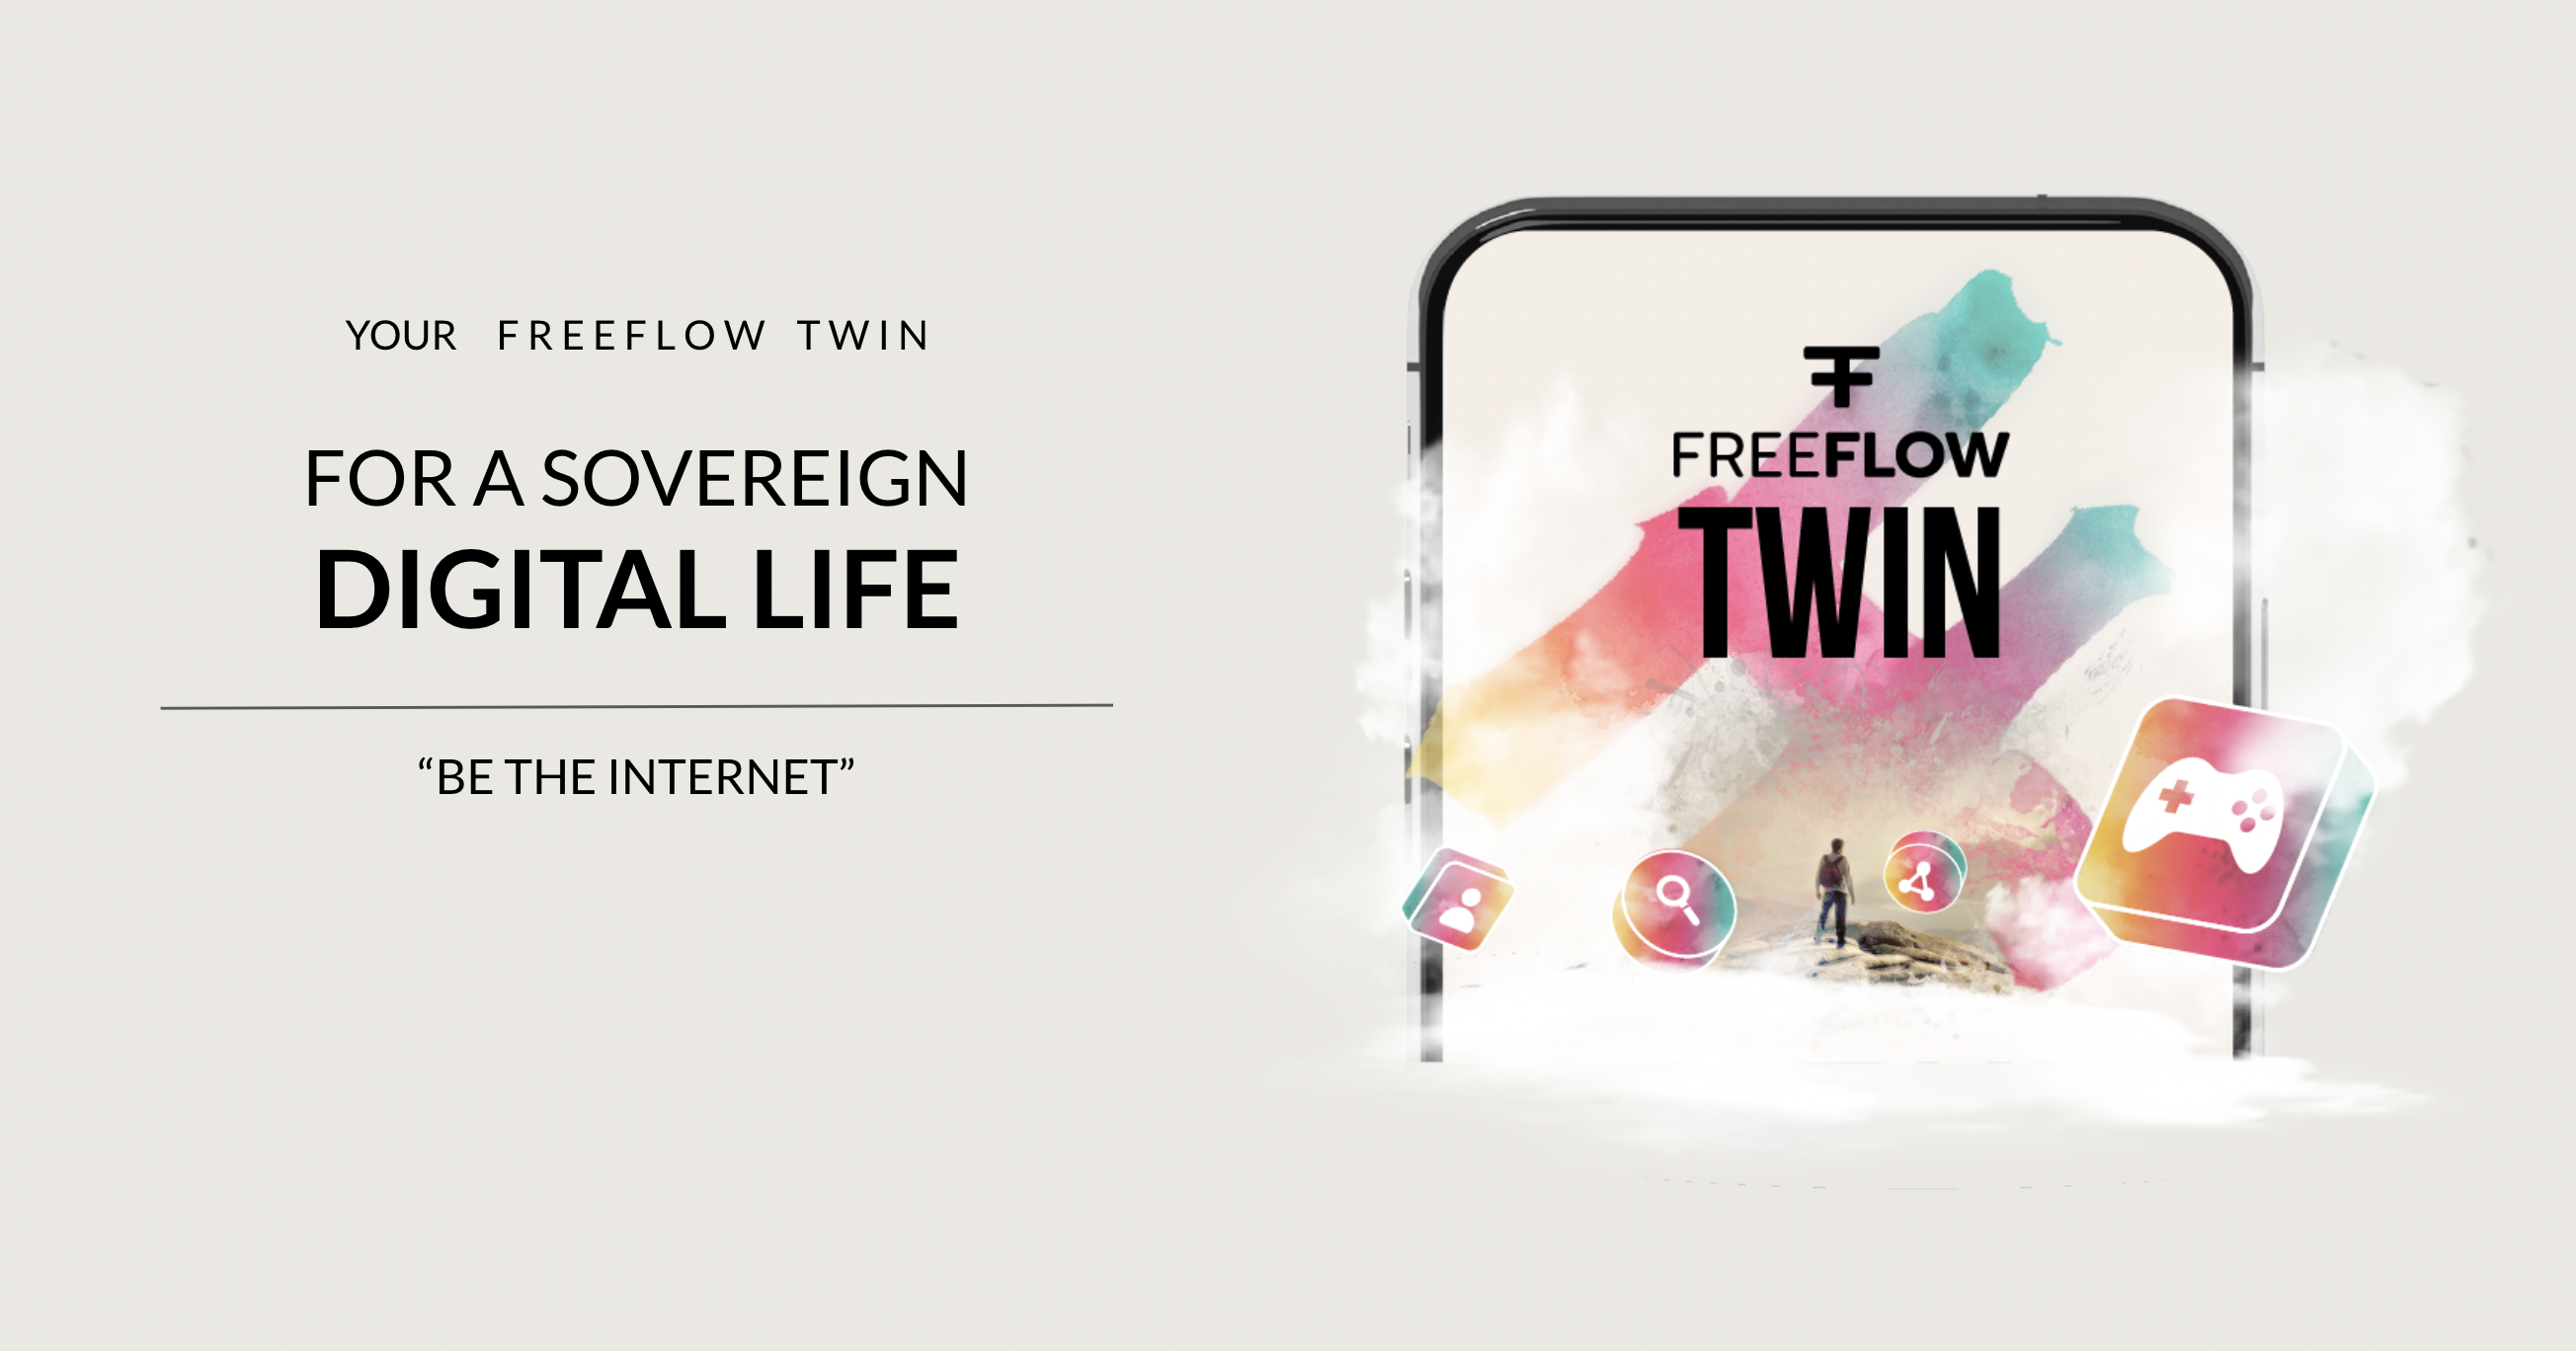 YOUR FREEFLOW TWIN
FOR A SOVEREIGN
DIGITAL LIFE
“BE THE INTERNET”
FREEFLOW
TWIN